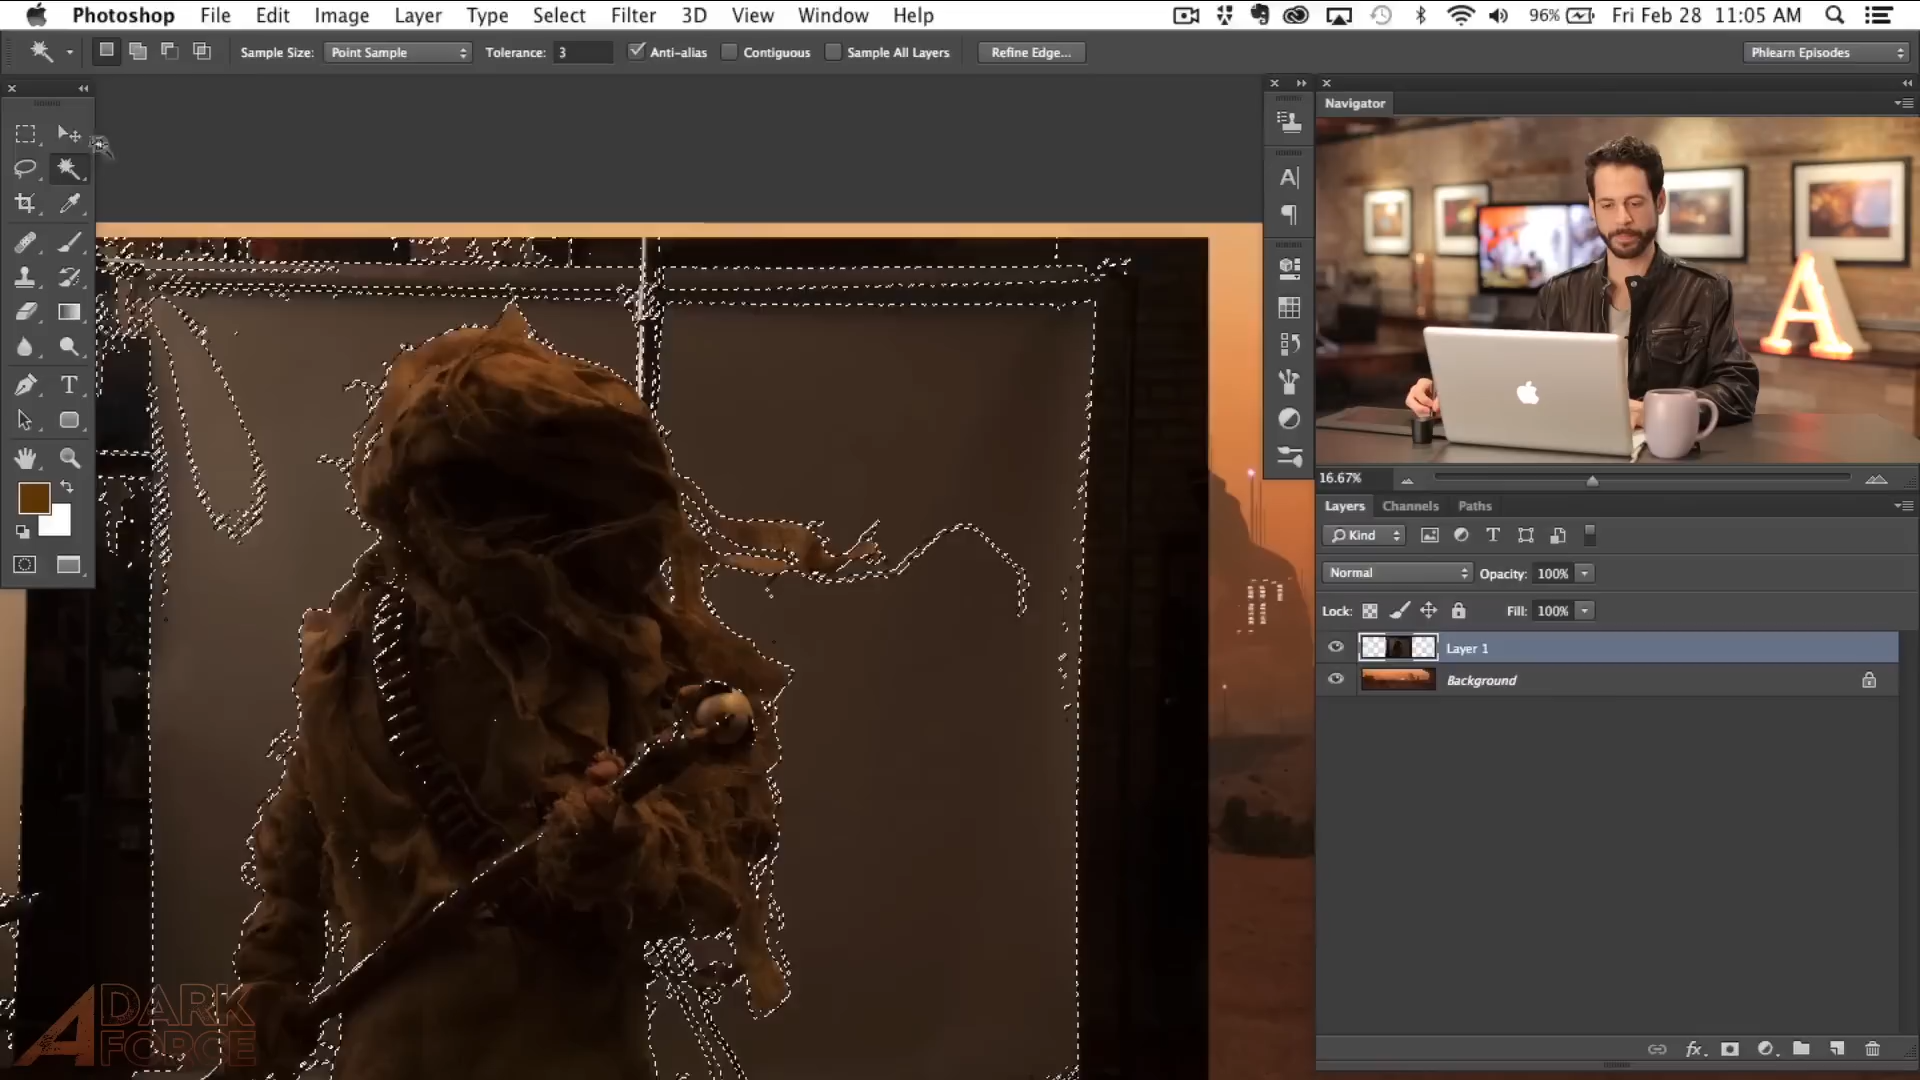 Photoshop File Edit Image Layer Type Select Filter 3D View Window Help 96% Fri Feb 28 11:05 AM
Sample Size: Point Sample Tolerance: 3 Anti-alias Contiguous Sample All Layers Refine Edge... Phlearn Episodes
Navigator
A
16.67%
Layers Channels Paths
Kind
Normal Opacity: 100%
Lock: Fill: 100%
Layer 1
Background
A DARK
FORCE